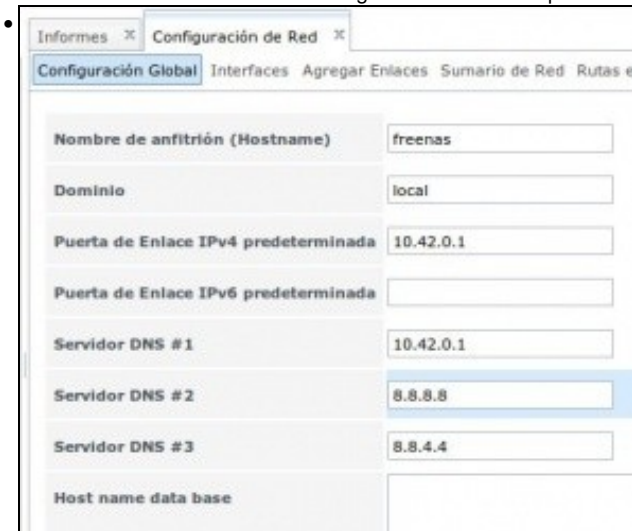 Informes
Configuración de Red
Configuración Global Interfaces Agregar Enlaces Sumario de Red Rutas
Nombre de anfitrión (Hostname) freenas
Dominio local
Puerta de Enlace IPv4 predeterminada 10.42.0.1
Puerta de Enlace IPv6 predeterminada
Servidor DNS #1 10.42.0.1
Servidor DNS #2 8.8.8.8
Servidor DNS #3 8.8.4.4
Host name data base